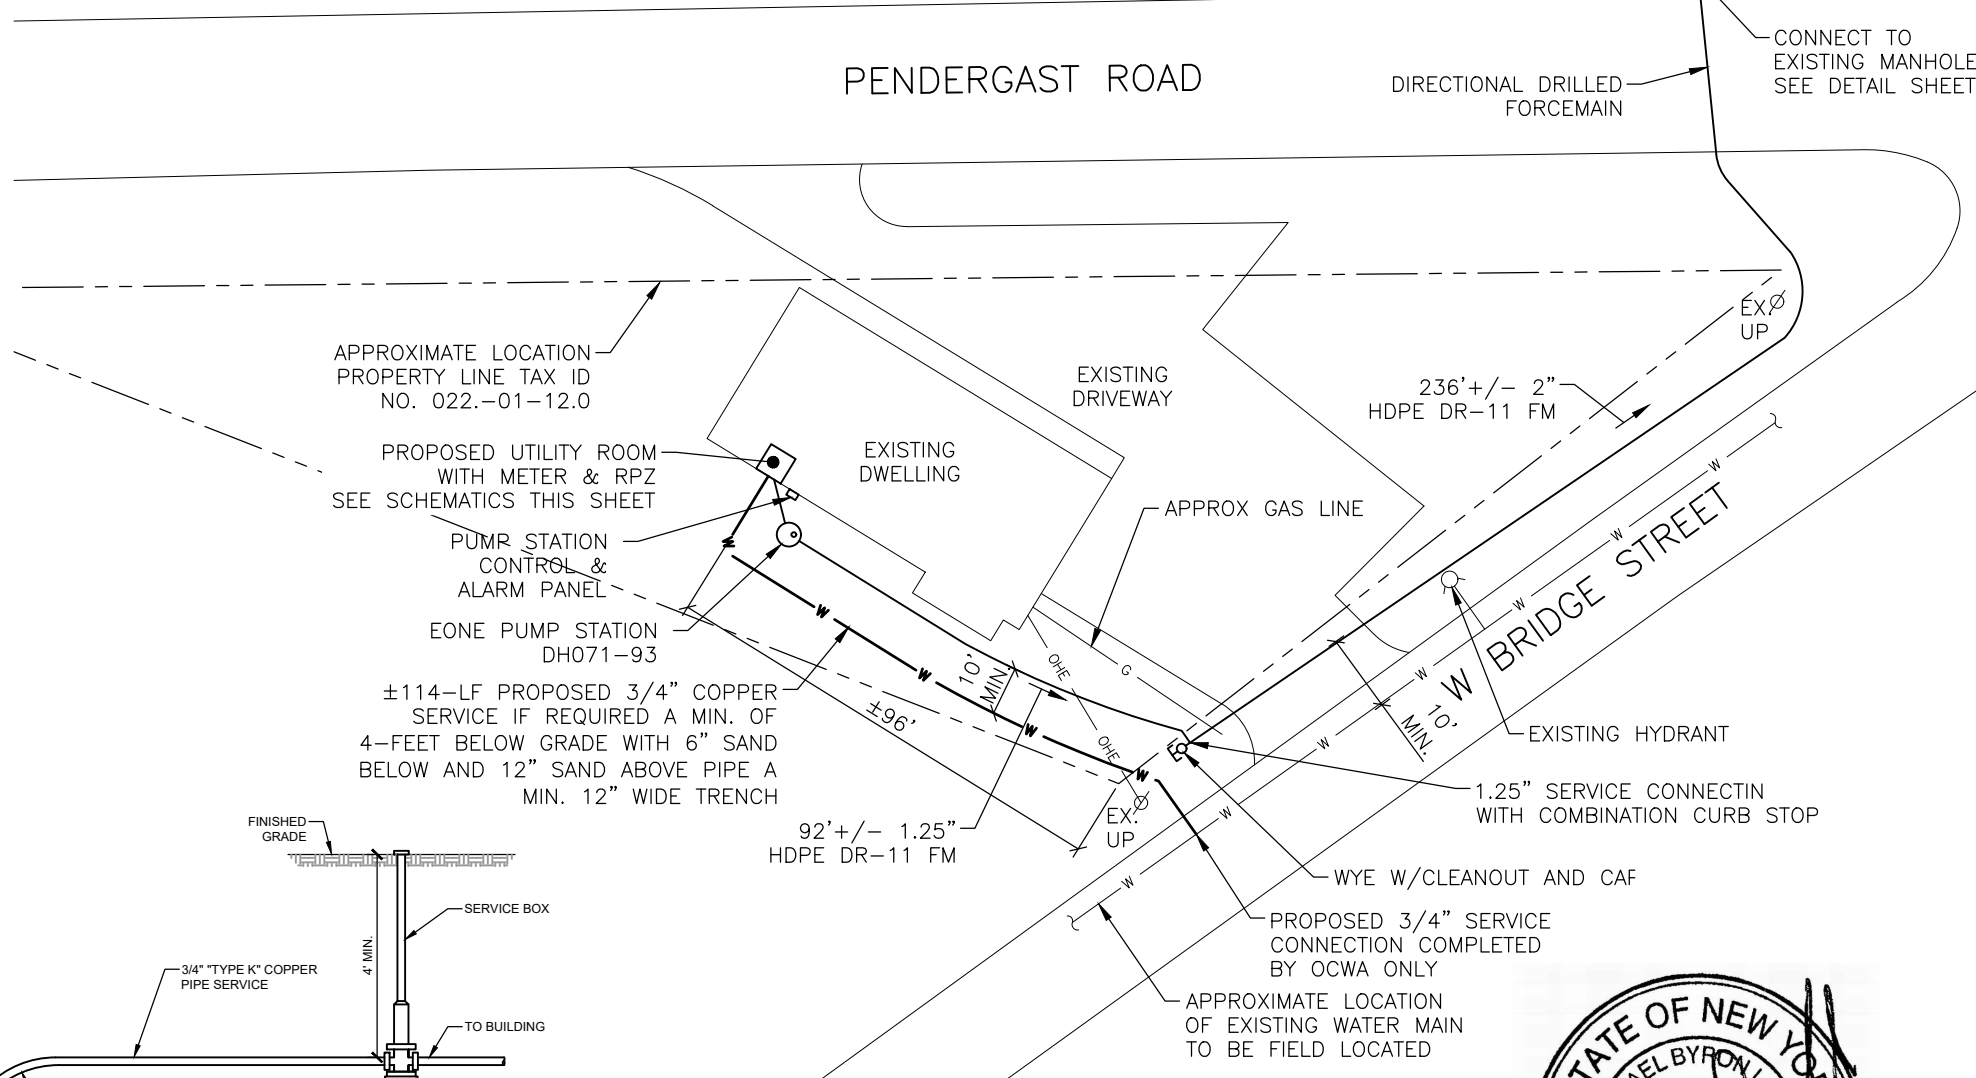 PENDERGAST ROAD
CONNECT TO
EXISTING MANHOLE
SEE DETAIL SHEET
DIRECTIONAL DRILLED
FORCEMAIN
EX.
UP
APPROXIMATE LOCATION
PROPERTY LINE TAX ID
NO. 022.-01-12.0
EXISTING
DRIVEWAY
236'+/- 2"
HDPE DR-11 FM
PROPOSED UTILITY ROOM
WITH METER & RPZ
SEE SCHEMATICS THIS SHEET
EXISTING
DWELLING
APPROX GAS LINE
W BRIDGE STREET
PUMP STATION
CONTROL &
ALARM PANEL
EONE PUMP STATION
DH071-93
±114-LF PROPOSED 3/4" COPPER
SERVICE IF REQUIRED A MIN. OF
4-FEET BELOW GRADE WITH 6" SAND
BELOW AND 12" SAND ABOVE PIPE A
MIN. 12" WIDE TRENCH
W
W
W
W
W
10'
MIN.
±96'
OHE
OHE
G
10'
MIN.
W
W
W
W
W
W
W
EXISTING HYDRANT
1.25" SERVICE CONNECTIN
WITH COMBINATION CURB STOP
EX.
UP
92'+/- 1.25"
HDPE DR-11 FM
WYE W/CLEANOUT AND CAP
PROPOSED 3/4" SERVICE
CONNECTION COMPLETED
BY OCWA ONLY
APPROXIMATE LOCATION
OF EXISTING WATER MAIN
TO BE FIELD LOCATED
FINISHED
GRADE
SERVICE BOX
4' MIN.
3/4" "TYPE K" COPPER
PIPE SERVICE
TO BUILDING
STATE OF NEW YO
AEL BYRON